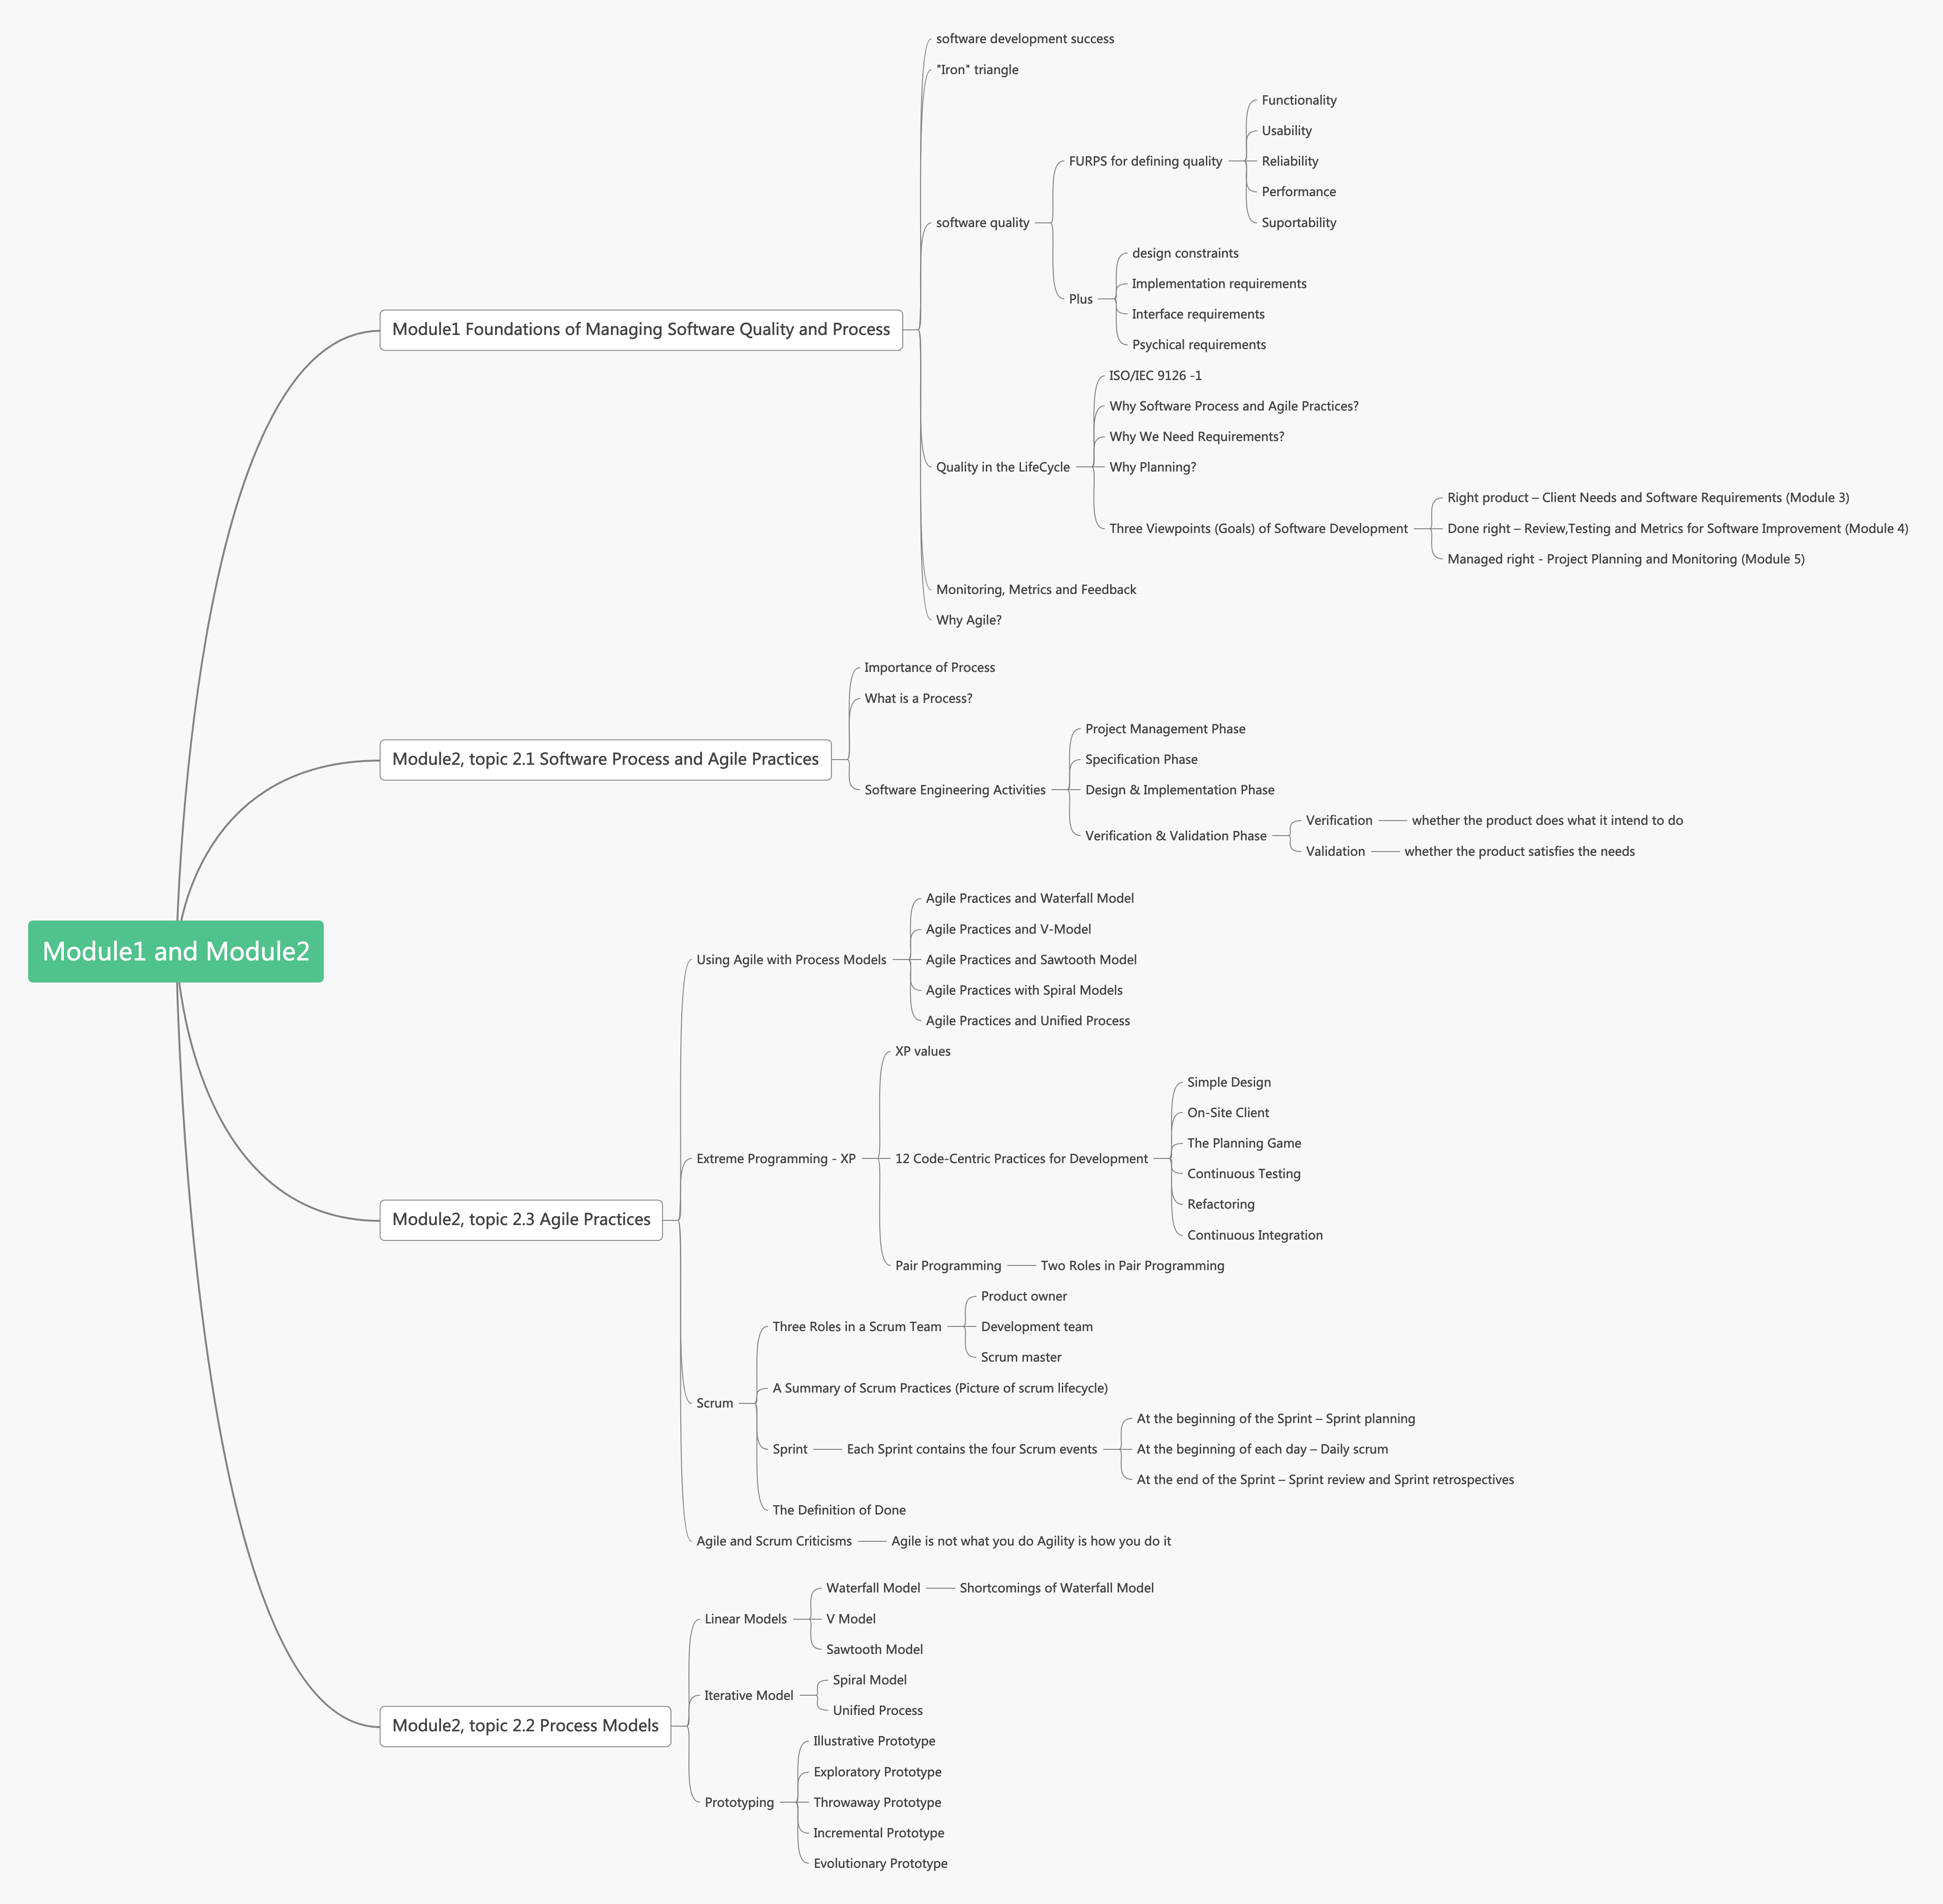 software development success
"Iron" triangle
Functionality
Usability
FURPS for defining quality
Reliability
Performance
software quality
Suportability
design constraints
Implementation requirements
Plus
Interface requirements
Module1 Foundations of Managing Software Quality and Process
Psychical requirements
ISO/IEC 9126 -1
Why Software Process and Agile Practices?
Why We Need Requirements?
Quality in the LifeCycle
Why Planning?
Right product – Client Needs and Software Requirements (Module 3)
Three Viewpoints (Goals) of Software Development
Done right – Review,Testing and Metrics for Software Improvement (Module 4)
Managed right - Project Planning and Monitoring (Module 5)
Monitoring, Metrics and Feedback
Why Agile?
Importance of Process
What is a Process?
Project Management Phase
Module2, topic 2.1 Software Process and Agile Practices
Specification Phase
Software Engineering Activities
Design & Implementation Phase
Verification
whether the product does what it intend to do
Verification & Validation Phase
Validation
whether the product satisfies the needs
Agile Practices and Waterfall Model
Agile Practices and V-Model
Module1 and Module2
Using Agile with Process Models
Agile Practices and Sawtooth Model
Agile Practices with Spiral Models
Agile Practices and Unified Process
XP values
Simple Design
On-Site Client
The Planning Game
Extreme Programming - XP
12 Code-Centric Practices for Development
Continuous Testing
Refactoring
Module2, topic 2.3 Agile Practices
Continuous Integration
Pair Programming
Two Roles in Pair Programming
Product owner
Three Roles in a Scrum Team
Development team
Scrum master
A Summary of Scrum Practices (Picture of scrum lifecycle)
Scrum
At the beginning of the Sprint – Sprint planning
Sprint
Each Sprint contains the four Scrum events
At the beginning of each day – Daily scrum
At the end of the Sprint – Sprint review and Sprint retrospectives
The Definition of Done
Agile and Scrum Criticisms
Agile is not what you do Agility is how you do it
Waterfall Model
Shortcomings of Waterfall Model
Linear Models
V Model
Sawtooth Model
Spiral Model
Iterative Model
Unified Process
Module2, topic 2.2 Process Models
Illustrative Prototype
Exploratory Prototype
Prototyping
Throwaway Prototype
Incremental Prototype
Evolutionary Prototype